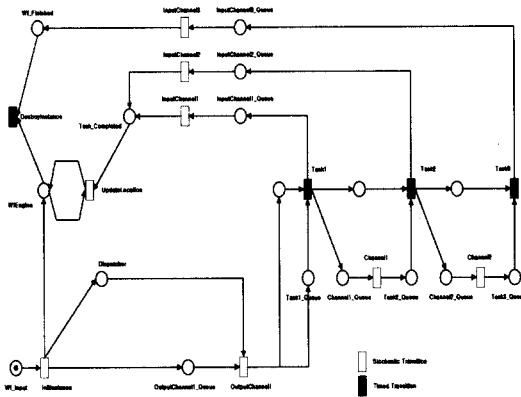 Wf_Finished
InputChannel3
InputChannel3_Queue
InputChannel2
InputChannel2_Queue
DestroyInstance
Task_Completed
InputChannel1
InputChannel1_Queue
Task1
Task2
Task3
WfEngine
UpdateLocation
Dispatcher
Channel1
Channel2
Task1_Queue
Channel1_Queue
Task2_Queue
Channel2_Queue
Task3_Queue
Wf_Input
InitInstance
OutputChannel1_Queue
OutputChannel1
Stochastic Transition
Timed Transition